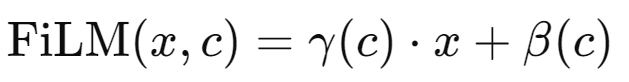 FiLM(x, c) = γ(c) · x + β(c)